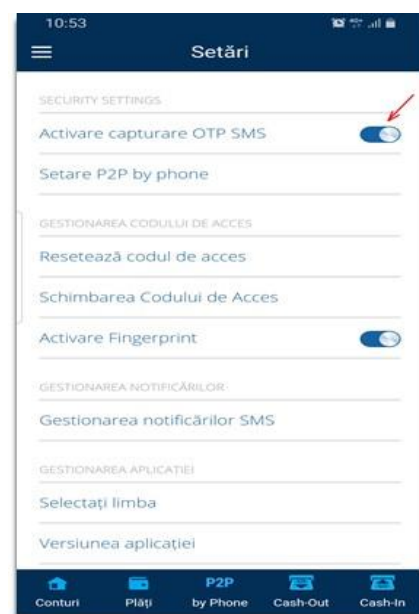 10:53
Setări
SECURITY SETTINGS
Activare capturare OTP SMS
Setare P2P by phone
GESTIONAREA CODULUI DE ACCES
Resetează codul de acces
Schimbarea Codului de Acces
Activare Fingerprint
GESTIONAREA NOTIFICĂRILOR
Gestionarea notificărilor SMS
GESTIONAREA APLICAȚIEI
Selectați limba
Versiunea aplicației
Conturi Plăți P2P by Phone Cash-Out Cash-In